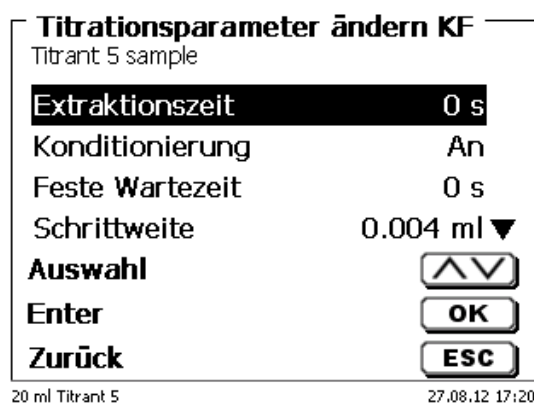 Titrationsparameter ändern KF
Titrant 5 sample
Extraktionszeit 0 s
Konditionierung An
Feste Wartezeit 0 s
Schrittweite 0.004 ml ▼
Auswahl
Enter OK
Zurück ESC
20 ml Titrant 5 27.08.12 17:20